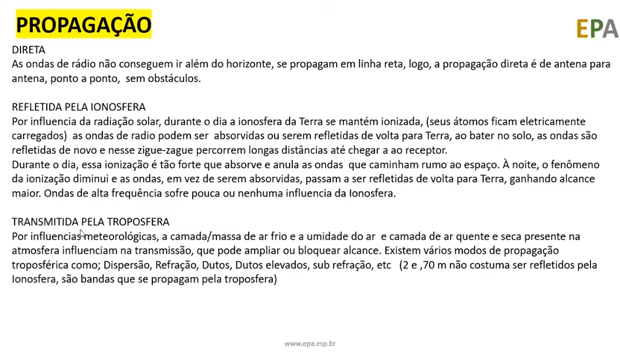 PROPAGAÇÃO
EPA
DIRETA
As ondas de rádio não conseguem ir além do horizonte, se propagam em linha reta, logo, a propagação direta é de antena para
antena, ponto a ponto,  sem obstáculos.
REFLETIDA PELA IONOSFERA
Por influencia da radiação solar, durante o dia a ionosfera da Terra se mantém ionizada, (seus átomos ficam eletricamente
carregados)  as ondas de radio podem ser  absorvidas ou serem refletidas de volta para Terra, ao bater no solo, as ondas são
refletidas de novo e nesse zigue-zague percorrem longas distâncias até chegar a ao receptor.
Durante o dia, essa ionização é tão forte que absorve e anula as ondas  que caminham rumo ao espaço. À noite, o fenômeno
da ionização diminui e as ondas, em vez de serem absorvidas, passam a ser refletidas de volta para Terra, ganhando alcance
maior. Ondas de alta frequência sofre pouca ou nenhuma influencia da Ionosfera.
TRANSMITIDA PELA TROPOSFERA
Por influencias meteorológicas, a camada/massa de ar frio e a umidade do ar  e camada de ar quente e seca presente na
atmosfera influenciam na transmissão, que pode ampliar ou bloquear alcance. Existem vários modos de propagação
troposférica como; Dispersão, Refração, Dutos, Dutos elevados, sub refração, etc  (2 e ,70 m não costuma ser refletidos pela
Ionosfera, são bandas que se propagam pela troposfera)
www.epa.esp.br